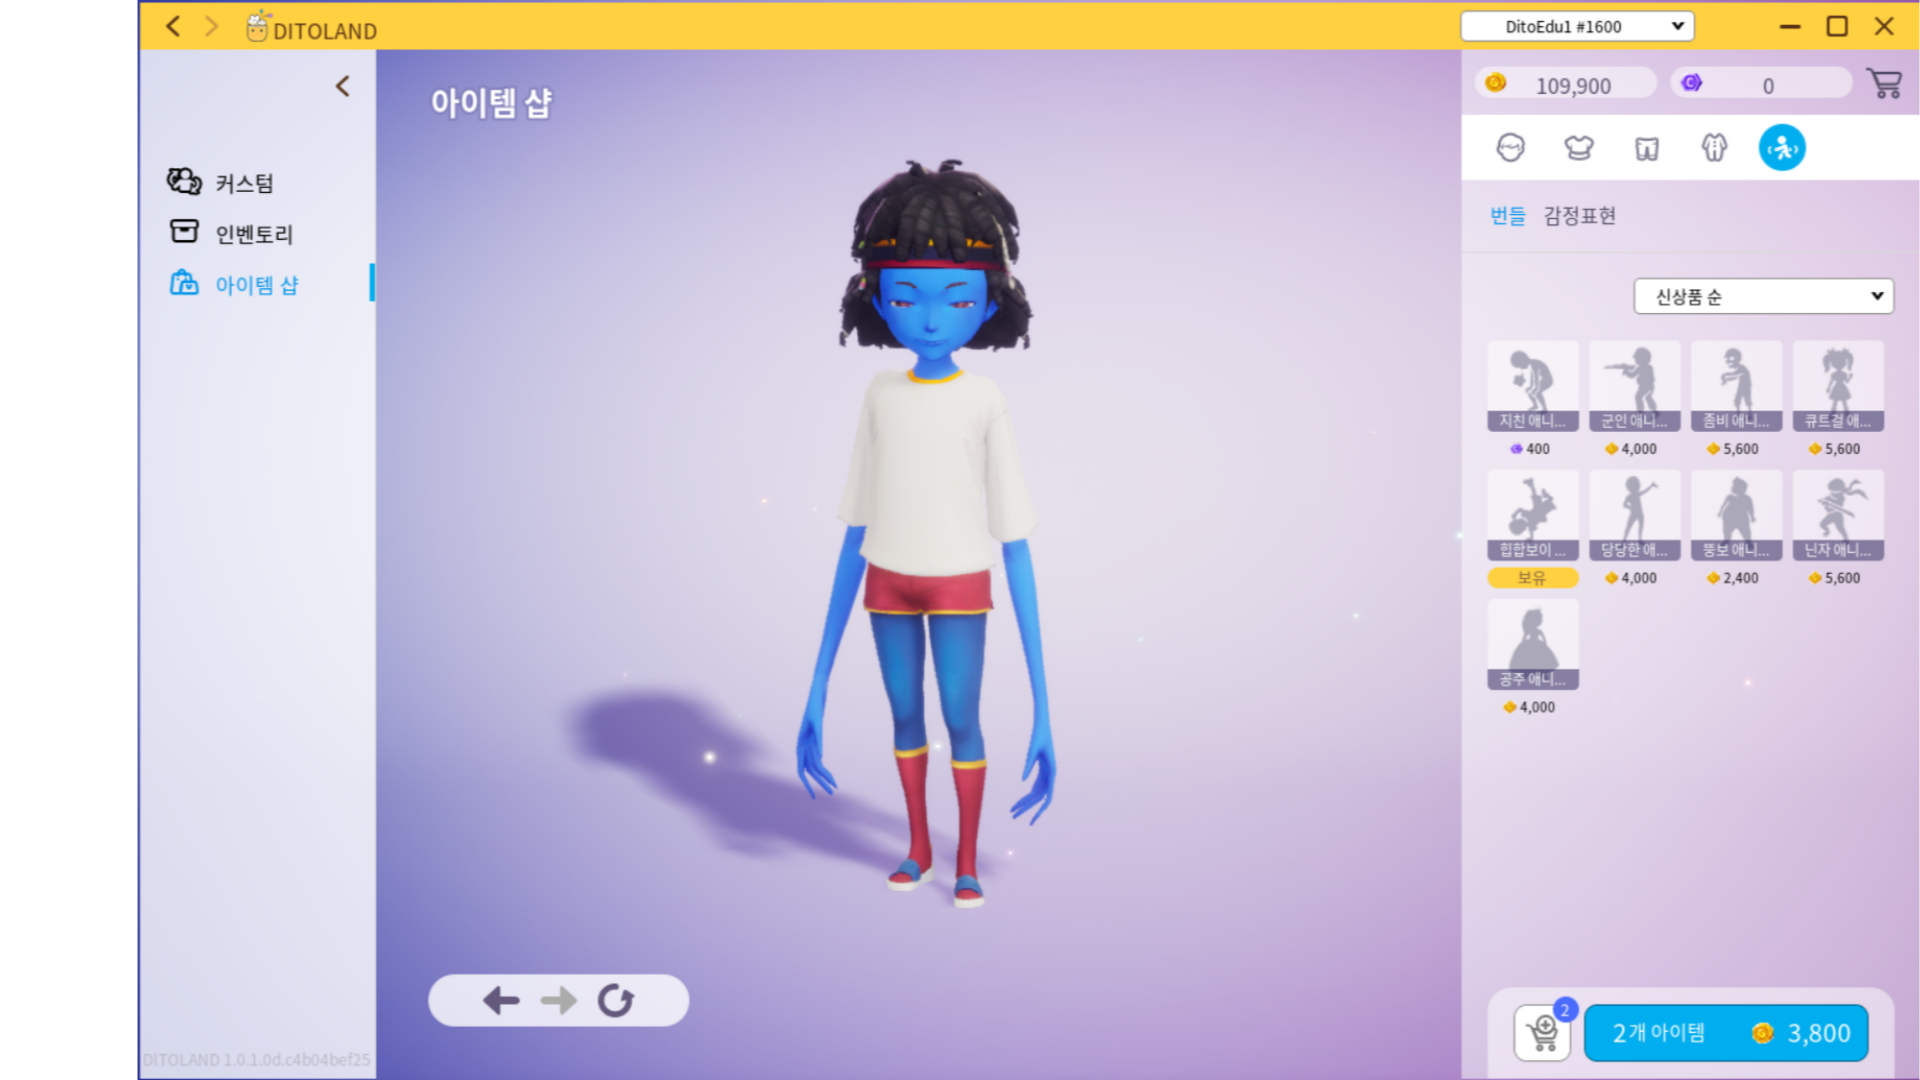 DITOLAND
DitoEdu1 #1600
아이템 샵
109,900
0
커스텀
인벤토리
아이템 샵
번들 감정표현
신상품 순
지친 애니... 군인 애니... 좀비 애니... 큐트걸 애...
400 4,000 5,600 5,600
힙합보이 ... 당당한 애... 뚱보 애니... 닌자 애니...
보유 4,000 2,400 5,600
공주 애니...
4,000
2
2개 아이템 3,800
DITOLAND 1.0.1.0d.c4b04bef25